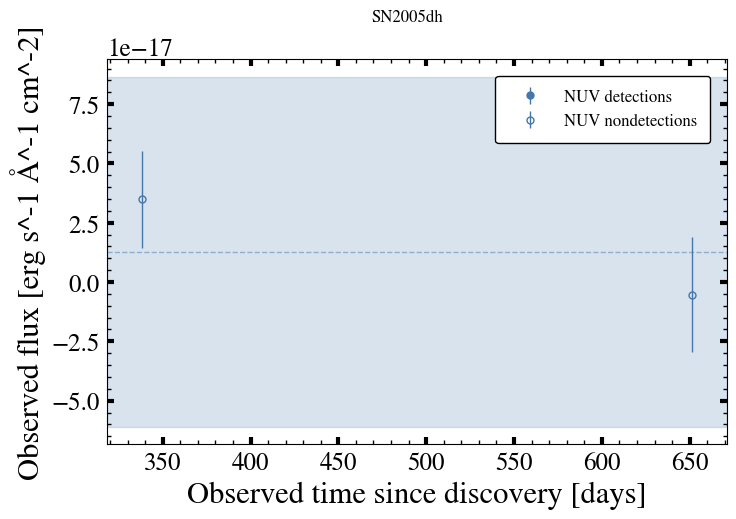 SN2005dh
1e−17
NUV detections
NUV nondetections
7.5
5.0
2.5
0.0
−2.5
−5.0
Observed flux [erg s^-1 Å^-1 cm^-2]
350
400
450
500
550
600
650
Observed time since discovery [days]